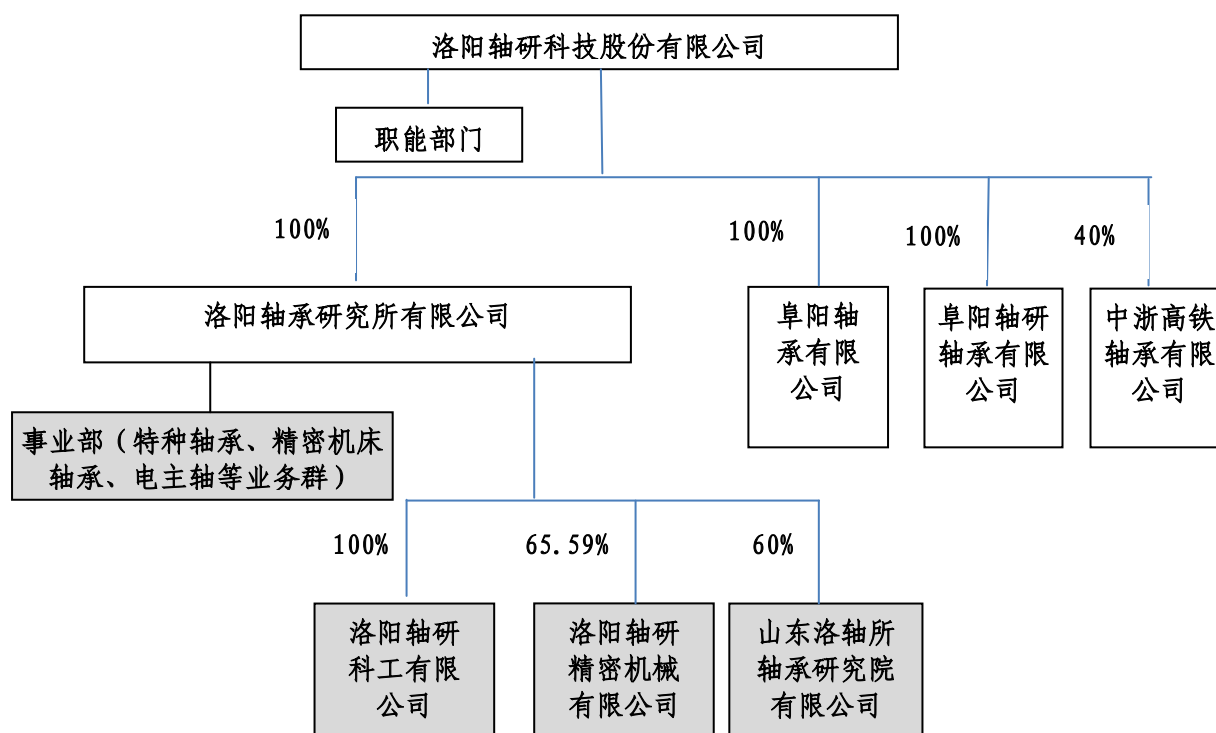 洛阳轴研科技股份有限公司
职能部门
100%
100%
100%
40%
洛阳轴承研究所有限公司
阜阳轴
承有限
公司
阜阳轴研
轴承有限
公司
中浙高铁
轴承有限
公司
事业部（特种轴承、精密机床
轴承、电主轴等业务群）
100%
65.59%
60%
洛阳轴研
科工有限
公司
洛阳轴研
精密机械
有限公司
山东洛轴所
轴承研究院
有限公司